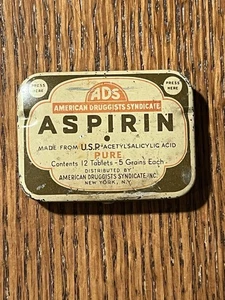 ADS
PRESS HERE
PRESS HERE
AMERICAN DRUGGISTS SYNDICATE
ASPIRIN
MADE FROM U.S.P. ACETYLSALICYLIC ACID
PURE
Contents 12 Tablets - 5 Grains Each
DISTRIBUTED BY
AMERICAN DRUGGISTS SYNDICATE, INC.
NEW YORK, N.Y.